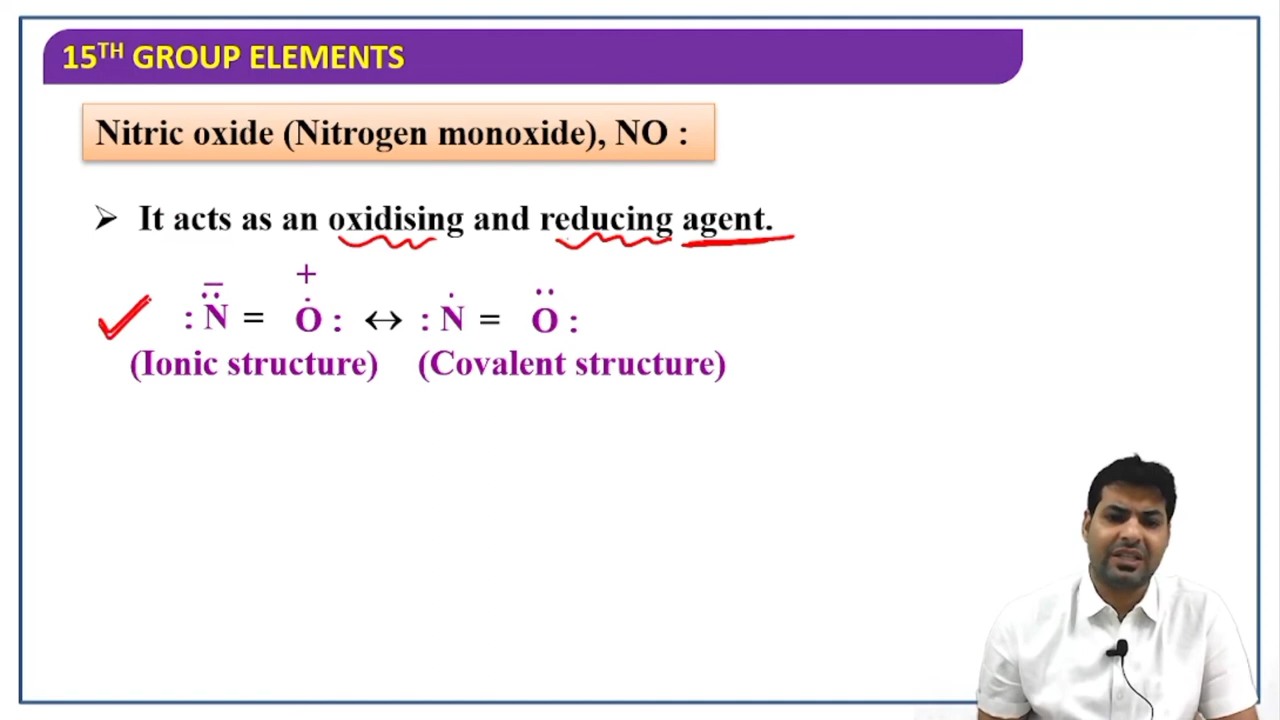 15TH GROUP ELEMENTS
Nitric oxide (Nitrogen monoxide), NO :
➢ It acts as an oxidising and reducing agent.
:N̈⁻ = Ȯ⁺: ↔ :Ṅ = Ö:
(Ionic structure) (Covalent structure)